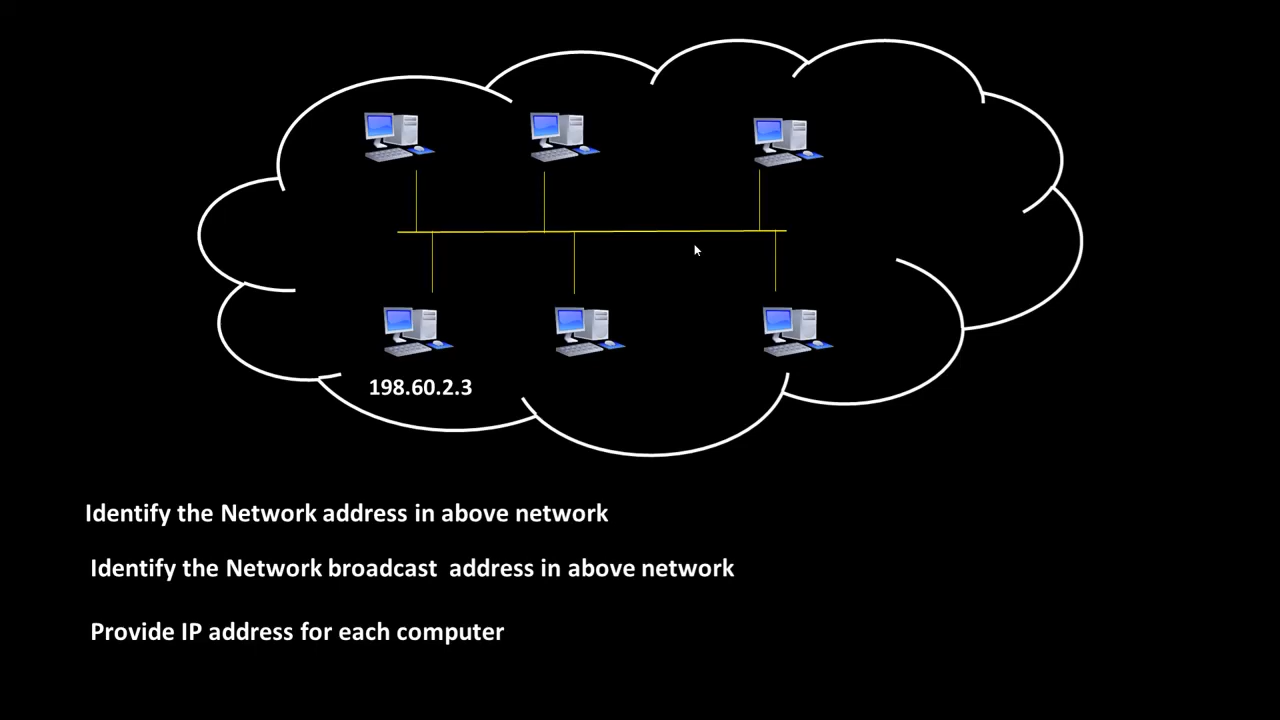 198.60.2.3
Identify the Network address in above network
Identify the Network broadcast  address in above network
Provide IP address for each computer